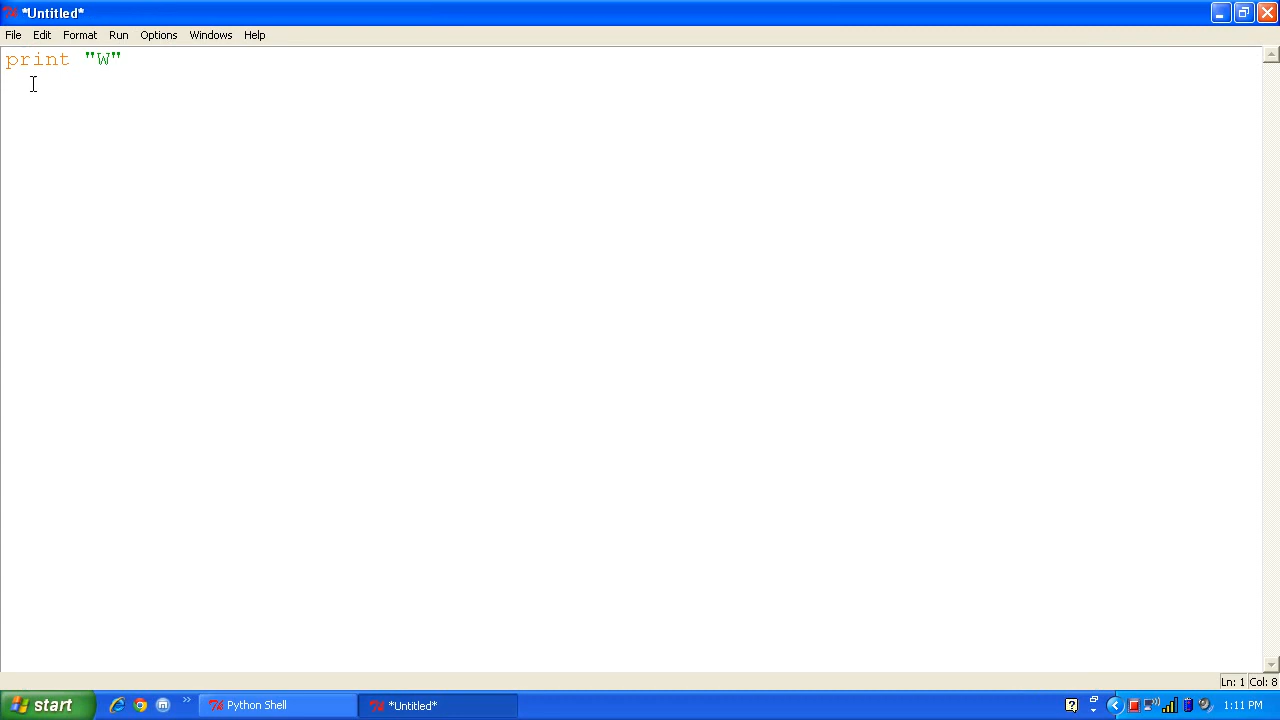 *Untitled*
File Edit Format Run Options Windows Help
print "W"
Ln: 1 Col: 8
start » Python Shell *Untitled* 1:11 PM